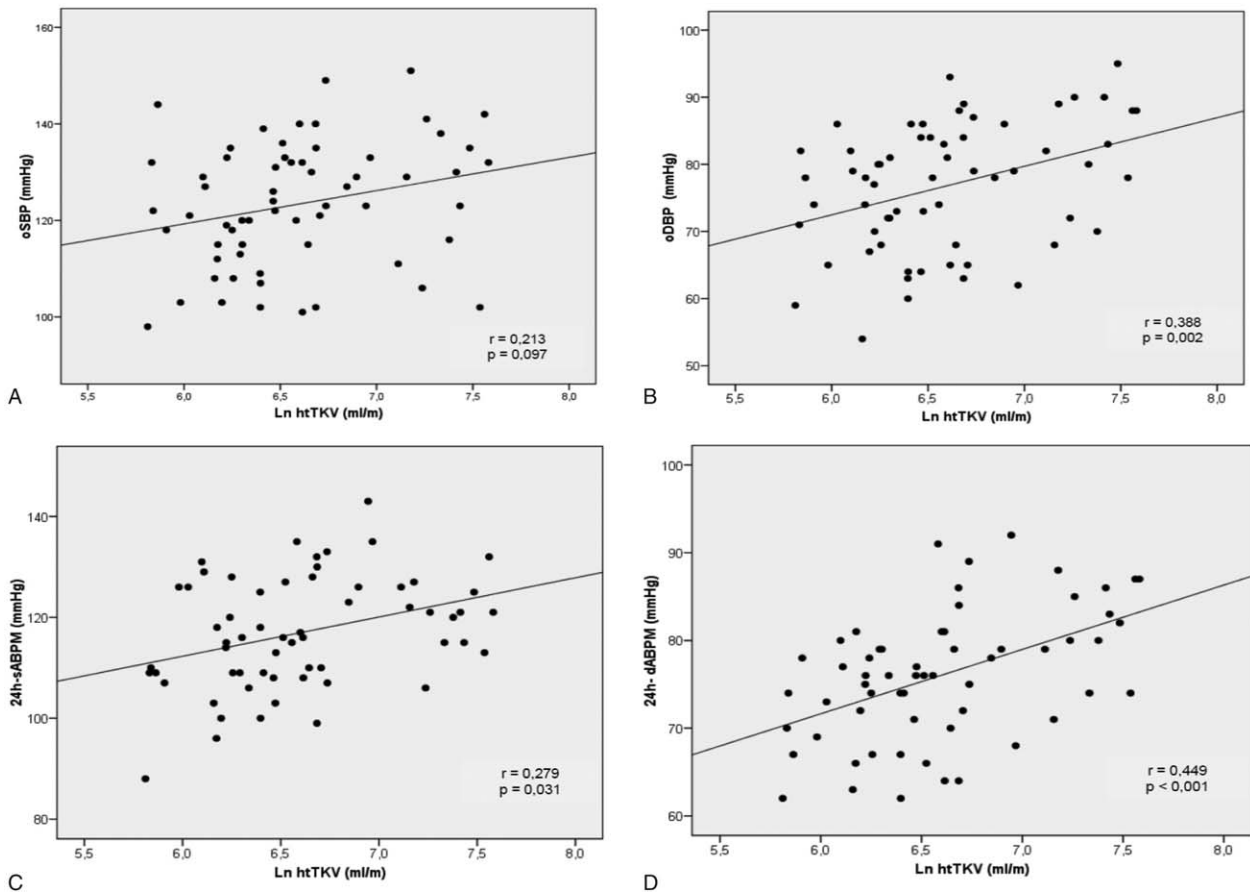 160
140
120
100
oSBP (mmHg)
r = 0,213
p = 0,097
5,5 6,0 6,5 7,0 7,5 8,0
Ln htTKV (ml/m)
A
100
90
80
70
60
50
oDBP (mmHg)
r = 0,388
p = 0,002
5,5 6,0 6,5 7,0 7,5 8,0
Ln htTKV (ml/m)
B
140
120
100
80
24h-sABPM (mmHg)
r = 0,279
p = 0,031
5,5 6,0 6,5 7,0 7,5 8,0
Ln htTKV (ml/m)
C
100
90
80
70
60
24h- dABPM (mmHg)
r = 0,449
p < 0,001
5,5 6,0 6,5 7,0 7,5 8,0
Ln htTKV (ml/m)
D